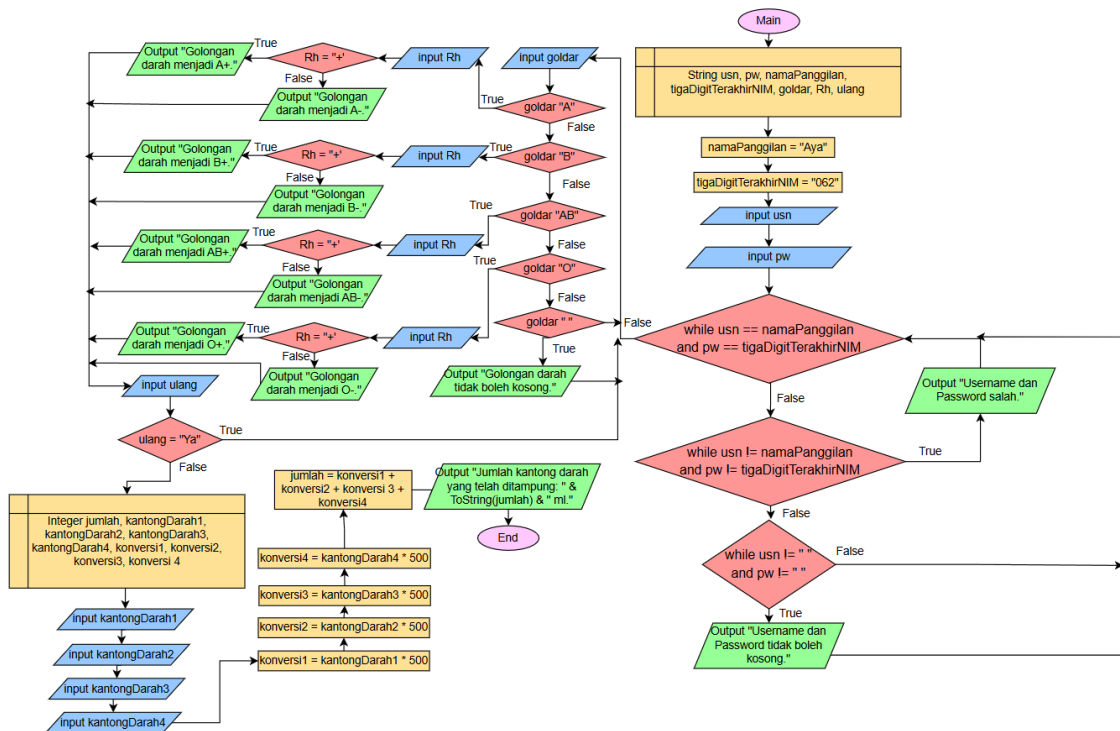 Main
String usn, pw, namaPanggilan,
tigaDigitTerakhirNIM, goldar, Rh, ulang
namaPanggilan = "Aya"
tigaDigitTerakhirNIM = "062"
input usn
input pw
while usn == namaPanggilan
and pw == tigaDigitTerakhirNIM
False
False
Output "Username dan
Password salah."
while usn != namaPanggilan
and pw != tigaDigitTerakhirNIM
True
False
while usn != " "
and pw != " "
False
True
Output "Username dan
Password tidak boleh
kosong."
input goldar
goldar "A"
True
False
input Rh
Rh = "+'
True
False
Output "Golongan
darah menjadi A+."
Output "Golongan
darah menjadi A-."
goldar "B"
True
False
input Rh
Rh = "+'
True
False
Output "Golongan
darah menjadi B+."
Output "Golongan
darah menjadi B-."
goldar "AB"
True
False
input Rh
Rh = "+'
True
False
Output "Golongan
darah menjadi AB+."
Output "Golongan
darah menjadi AB-."
goldar "O"
True
False
input Rh
Rh = "+'
True
False
Output "Golongan
darah menjadi O+."
Output "Golongan
darah menjadi O-."
goldar " "
True
Output "Golongan darah
tidak boleh kosong."
input ulang
ulang = "Ya"
True
False
Integer jumlah, kantongDarah1,
kantongDarah2, kantongDarah3,
kantongDarah4, konversi1, konversi2,
konversi3, konversi 4
input kantongDarah1
input kantongDarah2
input kantongDarah3
input kantongDarah4
konversi1 = kantongDarah1 * 500
konversi2 = kantongDarah2 * 500
konversi3 = kantongDarah3 * 500
konversi4 = kantongDarah4 * 500
jumlah = konversi1 +
konversi2 + konversi 3 +
konversi4
Output "Jumlah kantong darah
yang telah ditampung: " &
ToString(jumlah) & " ml."
End